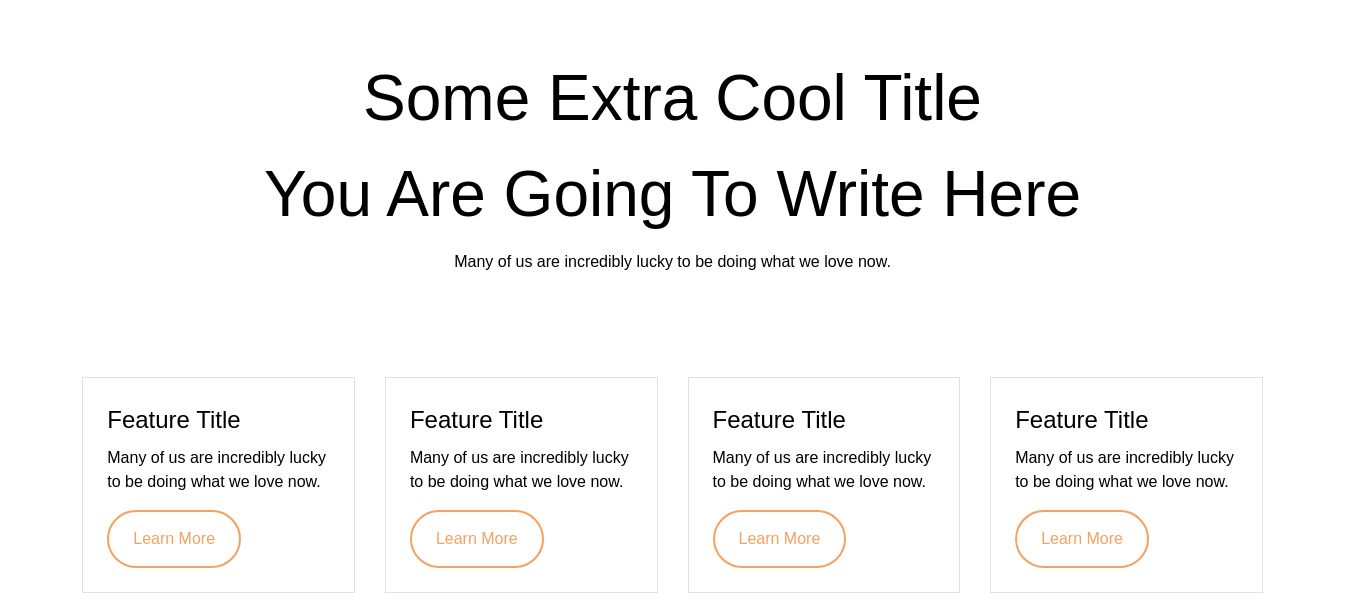 Some Extra Cool Title
You Are Going To Write Here
Many of us are incredibly lucky to be doing what we love now.
Feature Title
Many of us are incredibly lucky
to be doing what we love now.
Learn More
Feature Title
Many of us are incredibly lucky
to be doing what we love now.
Learn More
Feature Title
Many of us are incredibly lucky
to be doing what we love now.
Learn More
Feature Title
Many of us are incredibly lucky
to be doing what we love now.
Learn More